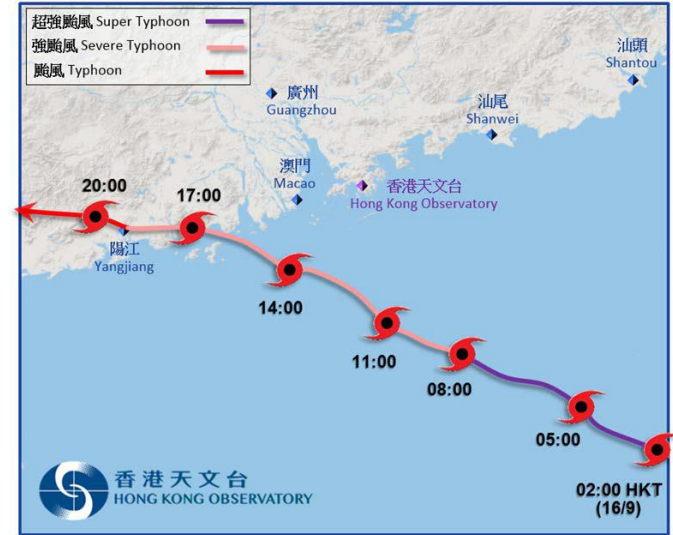 超強颱風 Super Typhoon
強颱風 Severe Typhoon
颱風 Typhoon
汕頭
Shantou
廣州
Guangzhou
汕尾
Shanwei
澳門
Macao
香港天文台
Hong Kong Observatory
20:00
17:00
陽江
Yangjiang
14:00
11:00
08:00
05:00
02:00 HKT
(16/9)
香港天文台
HONG KONG OBSERVATORY